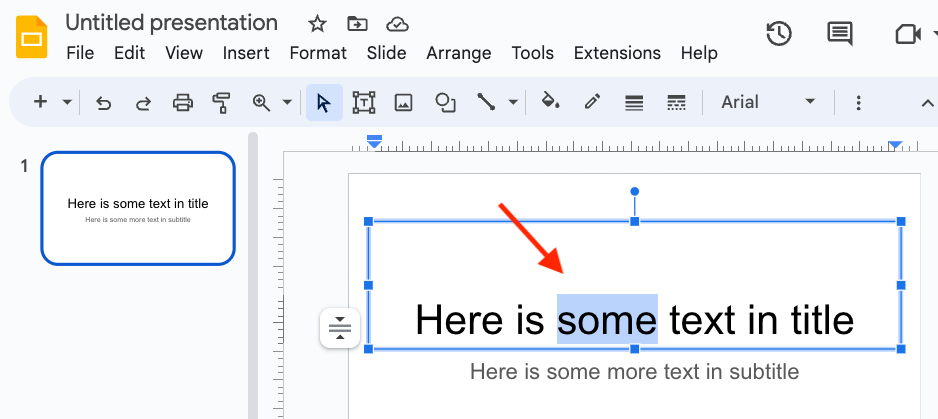 Untitled presentation
File Edit View Insert Format Slide Arrange Tools Extensions Help
Arial
1
Here is some text in title
Here is some more text in subtitle
Here is some text in title
Here is some more text in subtitle